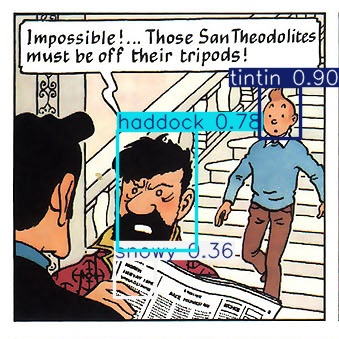 Impossible!... Those San Theodolites
must be off their tripods!
tintin 0.90
haddock 0.78
snowy 0.36